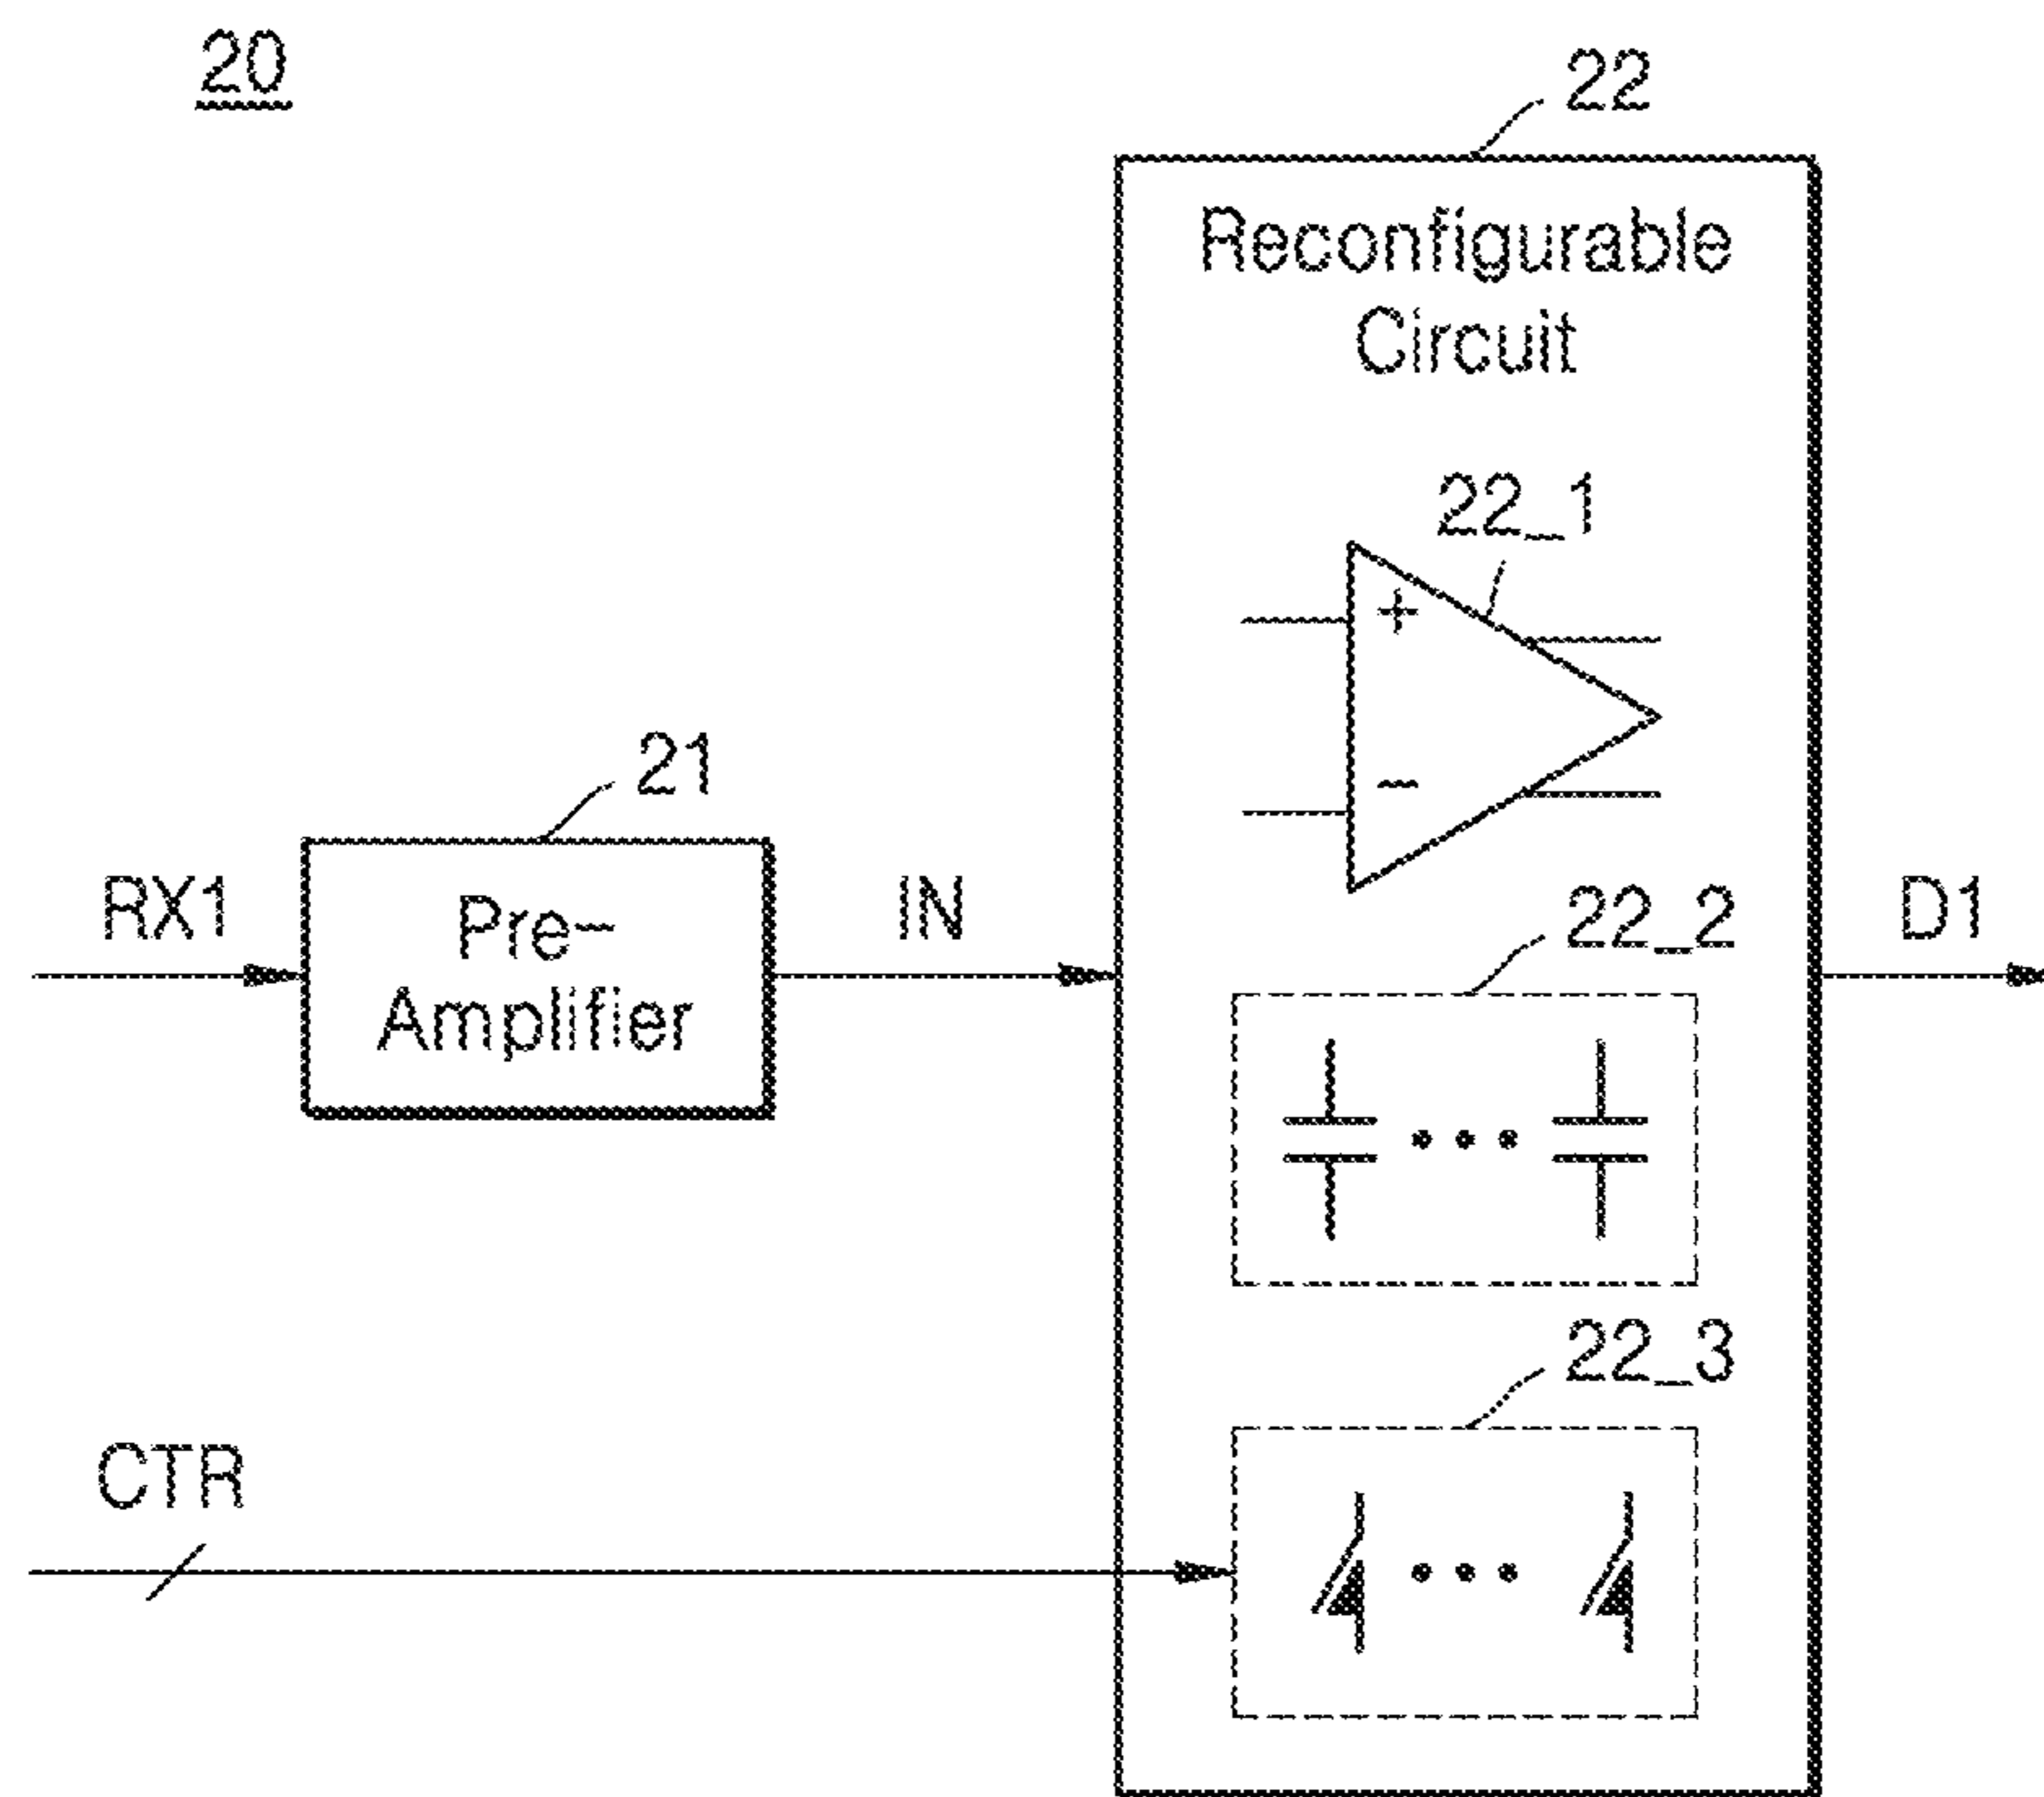 20
22
Reconfigurable
Circuit
22_1
+
-
21
RX1
Pre-
Amplifier
IN
22_2
D1
22_3
CTR